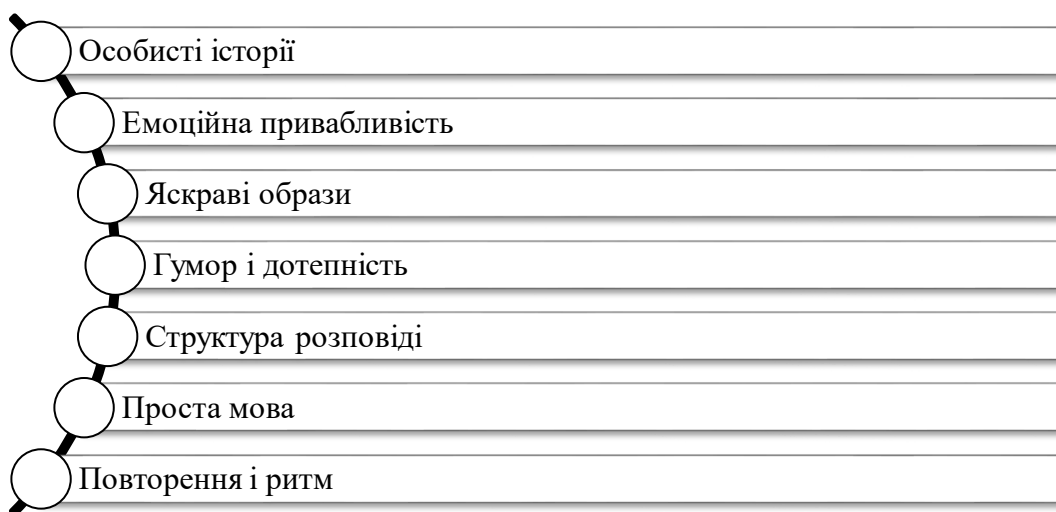 Особисті історії
Емоційна привабливість
Яскраві образи
Гумор і дотепність
Структура розповіді
Проста мова
Повторення і ритм